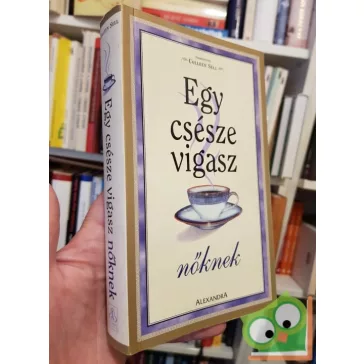 Egy
csésze
vigasz
nőknek
ALEXANDRA
Egy csésze vigasz nőknek